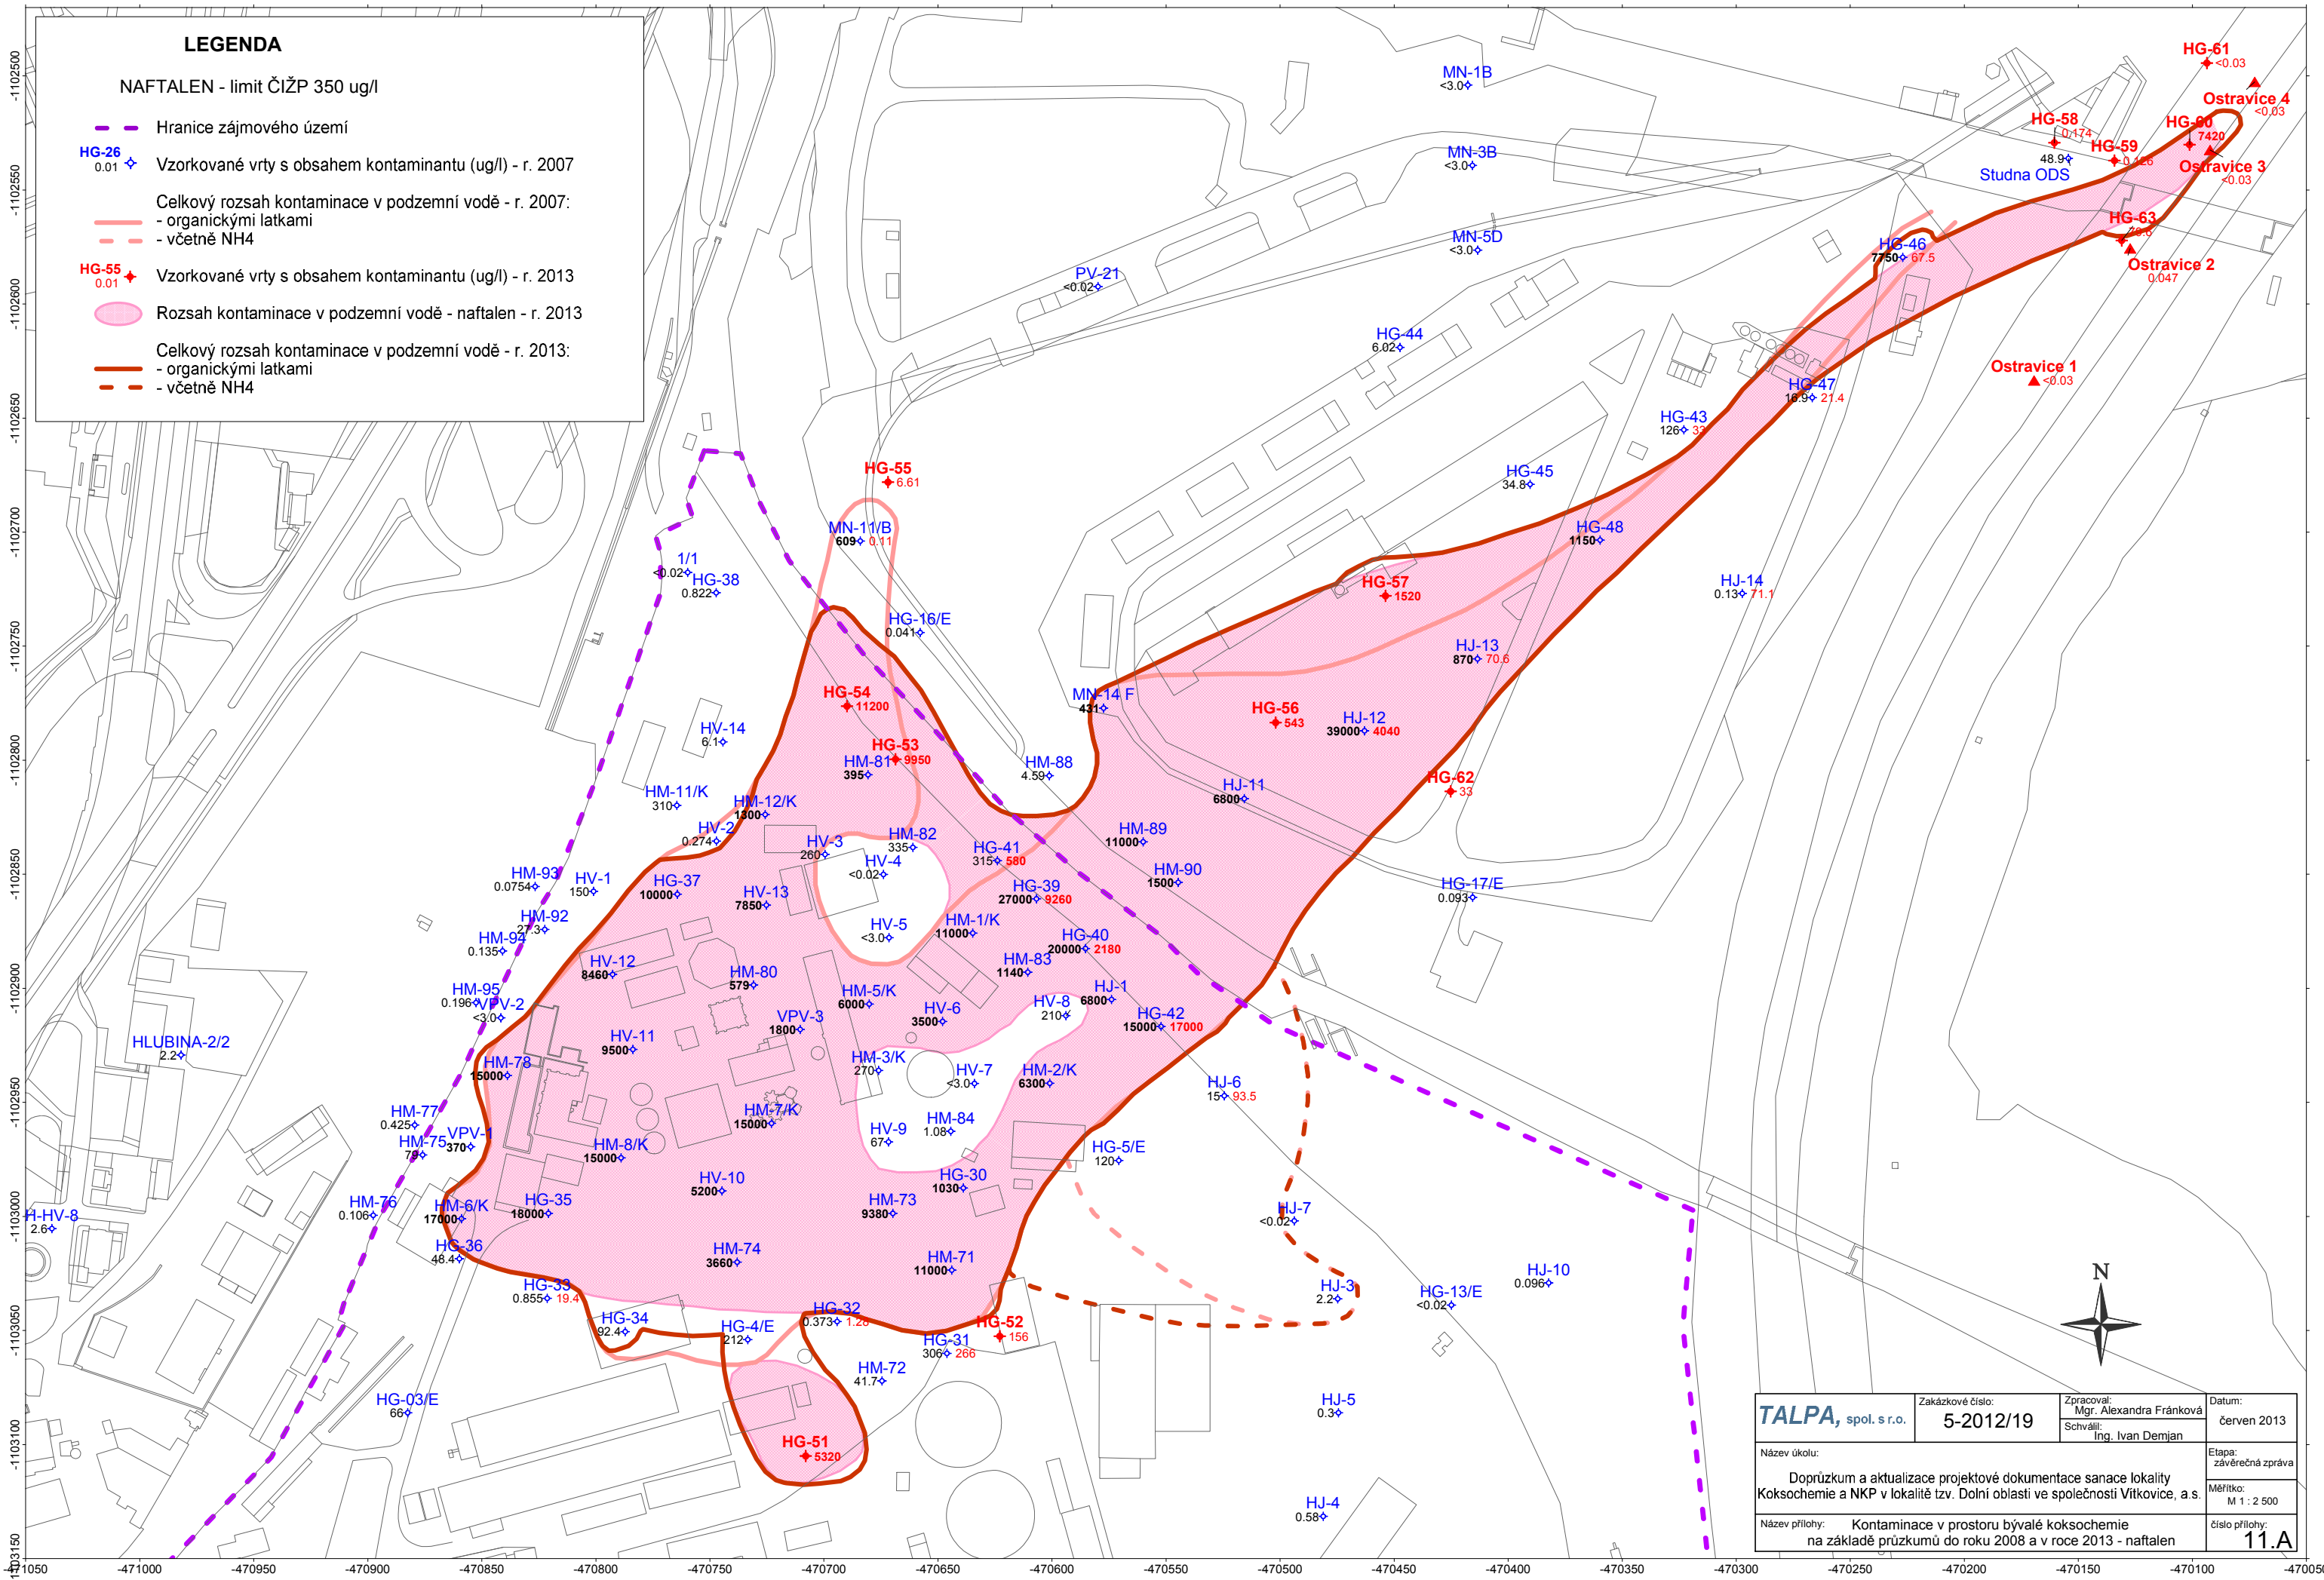 LEGENDA
NAFTALEN - limit ČIŽP 350 ug/l
Hranice zájmového území
HG-26
0.01
Vzorkované vrty s obsahem kontaminantu (ug/l) - r. 2007
Celkový rozsah kontaminace v podzemní vodě - r. 2007:
- organickými latkami
- včetně NH4
HG-55
0.01
Vzorkované vrty s obsahem kontaminantu (ug/l) - r. 2013
Rozsah kontaminace v podzemní vodě - naftalen - r. 2013
Celkový rozsah kontaminace v podzemní vodě - r. 2013:
- organickými latkami
- včetně NH4
HG-61
<0.03
MN-1B
<3.0
Ostravice 4
<0.03
HG-58
0.174
HG-60
7420
HG-59
0.126
MN-3B
<3.0
48.9
Studna ODS
Ostravice 3
<0.03
HG-63
MN-5D
<3.0
HG-46
7750 67.5
Ostravice 2
0.047
PV-21
<0.02
HG-44
6.02
Ostravice 1
<0.03
HG-47
16.9 21.4
HG-43
126 33
HG-55
6.61
HG-45
34.8
MN-11/B
609 0.11
HG-48
1150
1/1
<0.02
HG-38
0.822
HG-57
1520
HJ-14
0.13 71.1
HG-16/E
0.041
HJ-13
870 70.6
HG-54
11200
MN-14 F
431
HG-56
543
HJ-12
39000 4040
HV-14
6.1
HG-53
9950
HM-81
395
HM-88
4.59
HG-62
33
HJ-11
6800
HM-11/K
310
HM-12/K
1300
HV-2
0.274
HV-3
260
HM-82
335
HM-89
11000
HV-4
<0.02
HG-41
315 580
HM-90
1500
HM-93
0.0754
HV-1
150
HG-37
10000
HV-13
7850
HG-39
27000 9260
HG-17/E
0.093
HM-92
27.3
HM-94
0.135
HV-5
<3.0
HM-1/K
11000
HG-40
20000 2180
HV-12
8460
HM-80
579
HM-83
1140
HM-95
0.196
VPV-2
<3.0
HM-5/K
6000
HV-6
3500
HV-8
210
HJ-1
6800
HG-42
15000 17000
VPV-3
1800
HLUBINA-2/2
2.2
HV-11
9500
HM-78
15000
HM-3/K
270
HV-7
<3.0
HM-2/K
6300
HJ-6
15 93.5
HM-77
0.425
HM-75
79
VPV-1
370
HM-7/K
15000
HV-9
67
HM-84
1.08
HM-8/K
15000
HG-5/E
120
HV-10
5200
HG-30
1030
HM-76
0.106
HM-6/K
17000
HG-35
18000
HM-73
9380
HJ-7
<0.02
H-HV-8
2.6
HG-36
48.4
HM-74
3660
HM-71
11000
HG-33
0.855 19.4
HJ-3
2.2
HG-13/E
<0.02
HJ-10
0.096
HG-34
92.4
HG-4/E
212
HG-32
0.373 1.28
HG-52
156
HG-31
306 266
HM-72
41.7
HG-03/E
66
HJ-5
0.3
HG-51
5320
HJ-4
0.58
N
TALPA, spol. s r.o.
Zakázkové číslo:
5-2012/19
Zpracoval:
Mgr. Alexandra Fránková
Schválil:
Ing. Ivan Demjan
Datum:
červen 2013
Název úkolu:
Doprůzkum a aktualizace projektové dokumentace sanace lokality
Koksochemie a NKP v lokalitě tzv. Dolní oblasti ve společnosti Vítkovice, a.s.
Etapa:
závěrečná zpráva
Měřítko:
M 1 : 2 500
Název přílohy:
Kontaminace v prostoru bývalé koksochemie
na základě průzkumů do roku 2008 a v roce 2013 - naftalen
číslo přílohy:
11.A
-1102500
-1102550
-1102600
-1102650
-1102700
-1102750
-1102800
-1102850
-1102900
-1102950
-1103000
-1103050
-1103100
-1103150
-471050
-471000
-470950
-470900
-470850
-470800
-470750
-470700
-470650
-470600
-470550
-470500
-470450
-470400
-470350
-470300
-470250
-470200
-470150
-470100